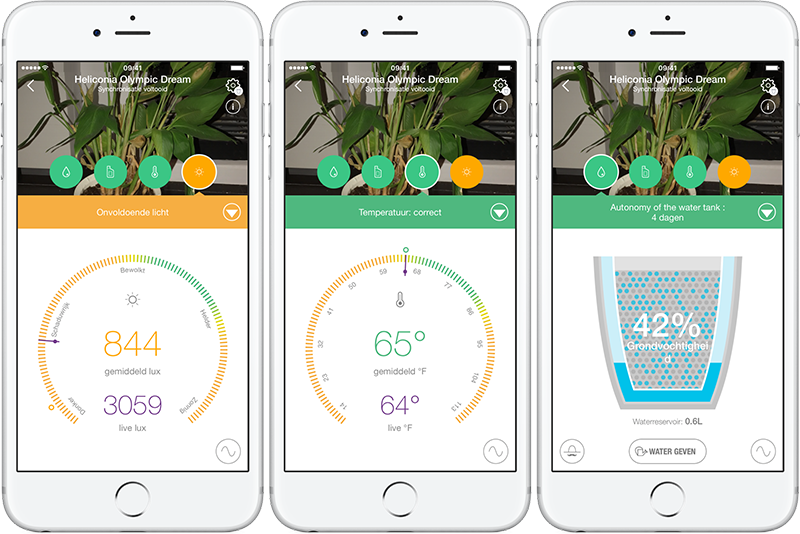 09:41
Heliconia Olympic Dream
Synchronisatie voltooid
i
Onvoldoende licht
Donker
Schaduwrijk
Bewolkt
Helder
Zonnig
844
gemiddeld lux
3059
live lux
09:41
Heliconia Olympic Dream
Synchronisatie voltooid
i
Temperatuur: correct
14
23
32
41
50
59
68
77
86
95
104
113
65°
gemiddeld °F
64°
live °F
09:41
Heliconia Olympic Dream
Synchronisatie voltooid
i
Autonomy of the water tank :
4 dagen
42%
Grondvochtighei
d
Waterreservoir: 0.6L
WATER GEVEN